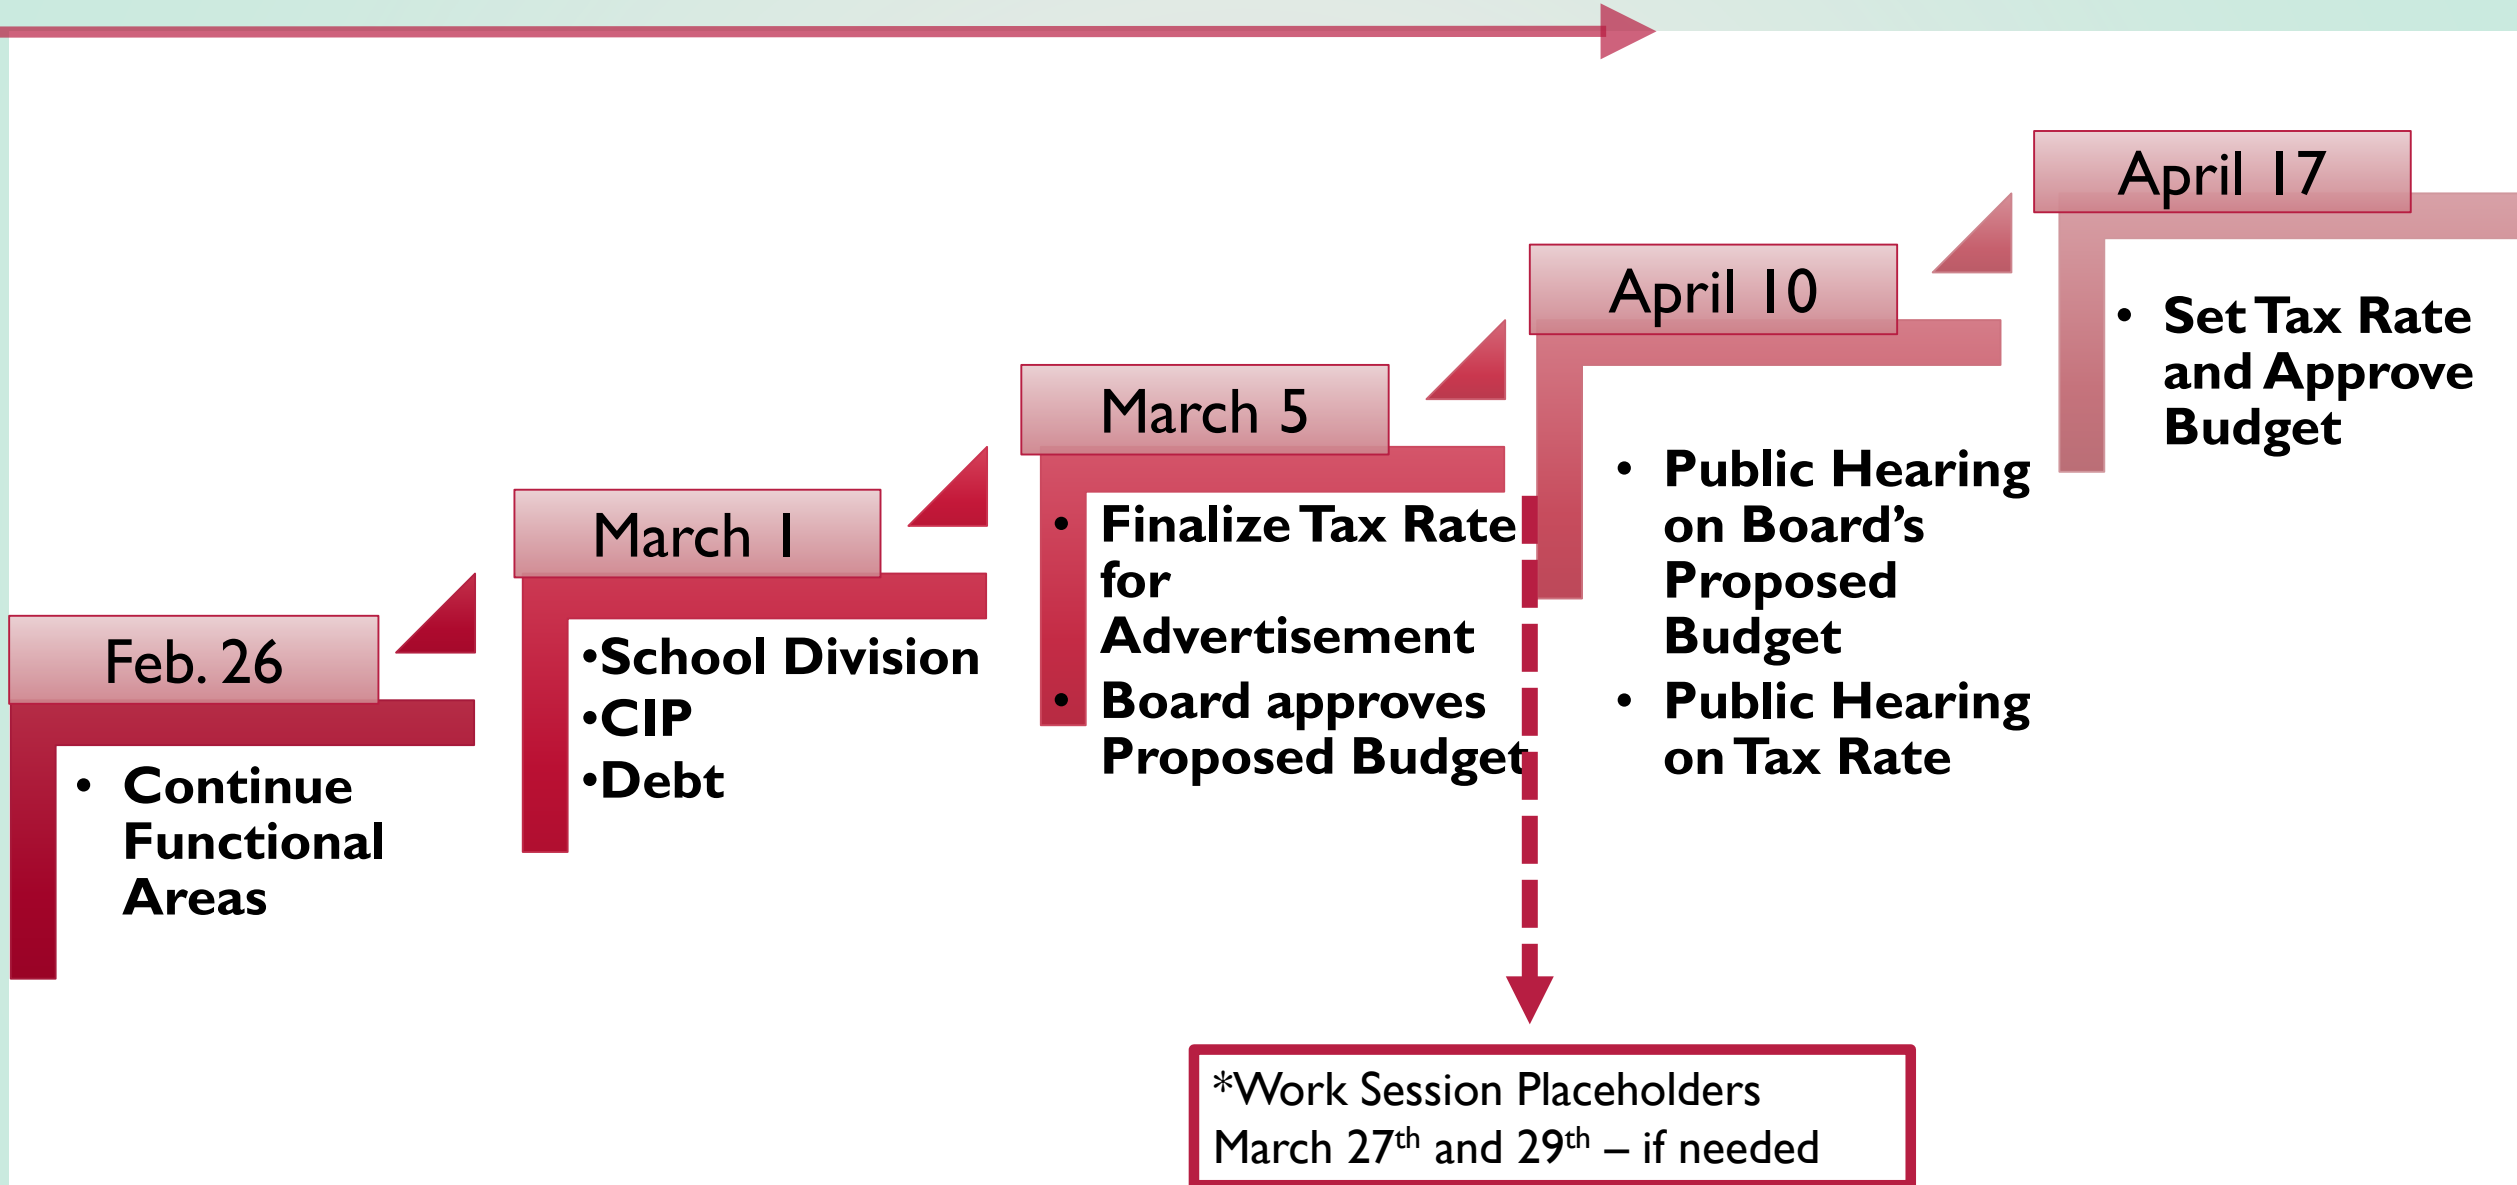 Feb. 26
• Continue
Functional
Areas
March 1
•School Division
•CIP
•Debt
March 5
• Finalize Tax Rate
for
Advertisement
• Board approves
Proposed Budget
April 10
• Public Hearing
on Board’s
Proposed
Budget
• Public Hearing
on Tax Rate
April 17
• Set Tax Rate
and Approve
Budget
*Work Session Placeholders
March 27th and 29th – if needed